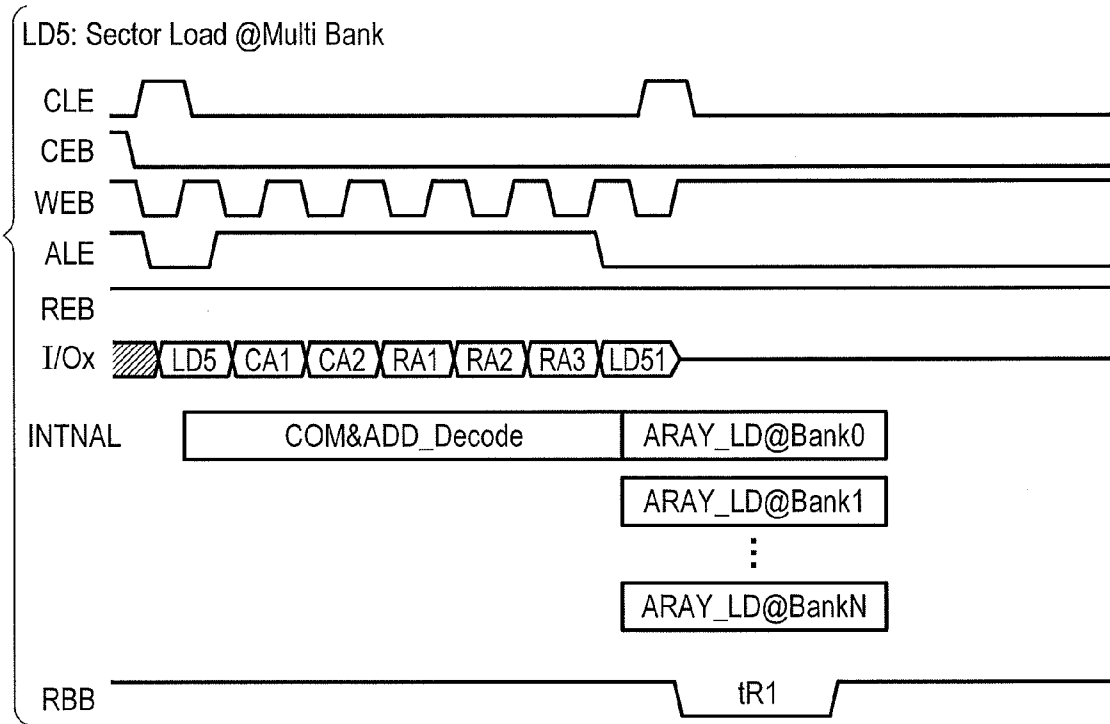 LD5: Sector Load @Multi Bank
CLE
CEB
WEB
ALE
REB
I/Ox LD5 CA1 CA2 RA1 RA2 RA3 LD51
INTNAL COM&ADD_Decode ARAY_LD@Bank0
ARAY_LD@Bank1
ARAY_LD@BankN
RBB tR1